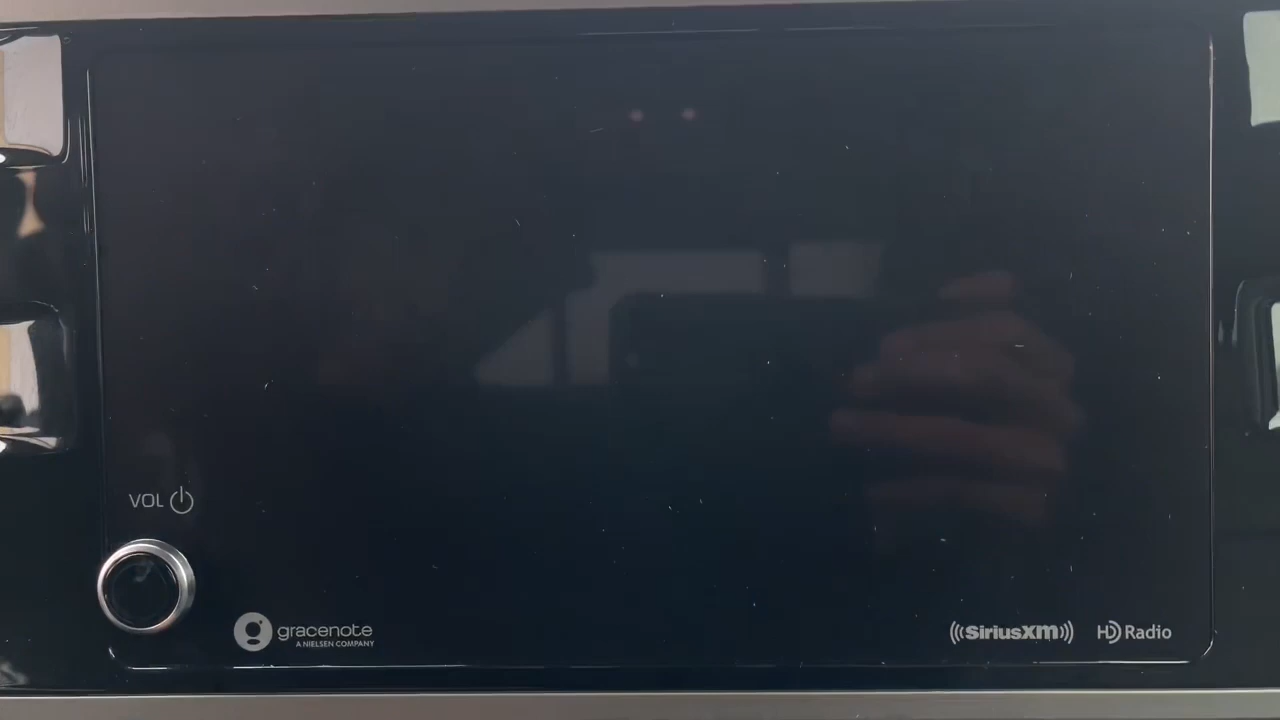 VOL
gracenote
A NIELSEN COMPANY
SiriusXM
HD Radio